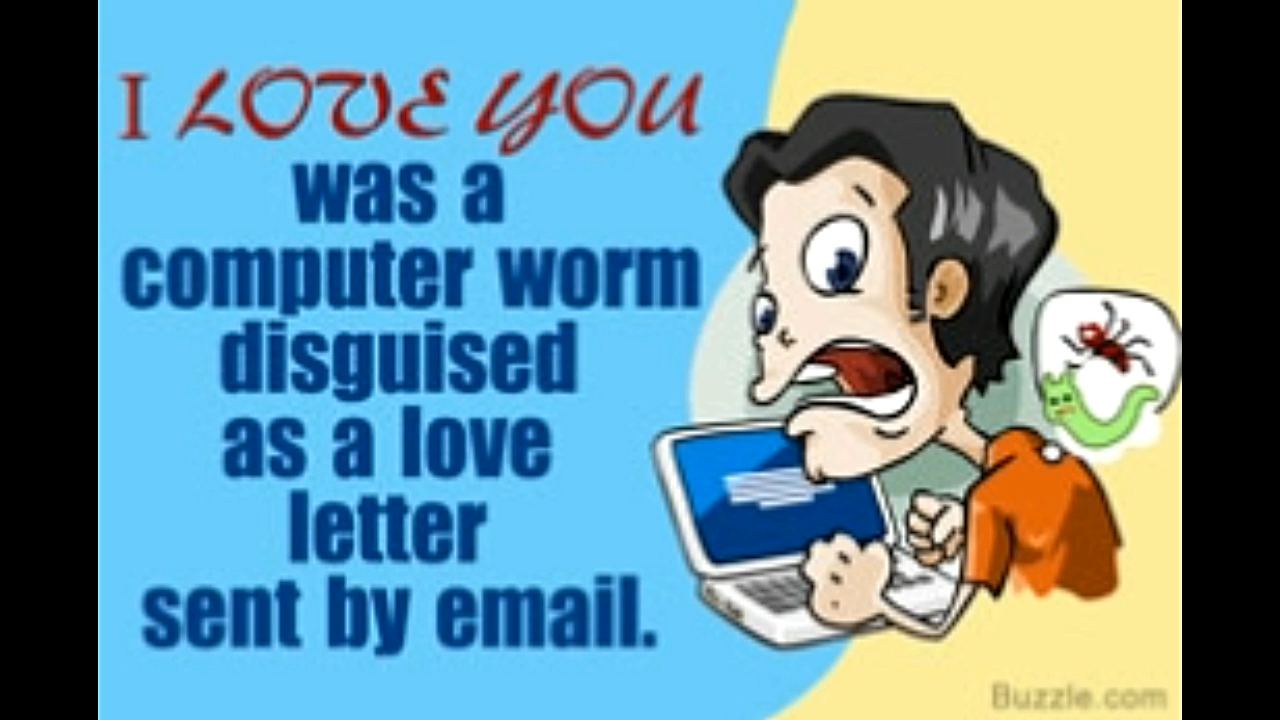 I LOVE YOU
was a
computer worm
disguised
as a love
letter
sent by email.
Buzzle.com